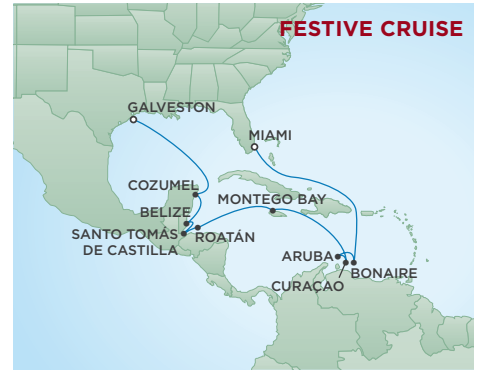 FESTIVE CRUISE
GALVESTON
MIAMI
COZUMEL
MONTEGO BAY
BELIZE
SANTO TOMÁS
DE CASTILLA
ROATÁN
ARUBA
BONAIRE
CURAÇAO